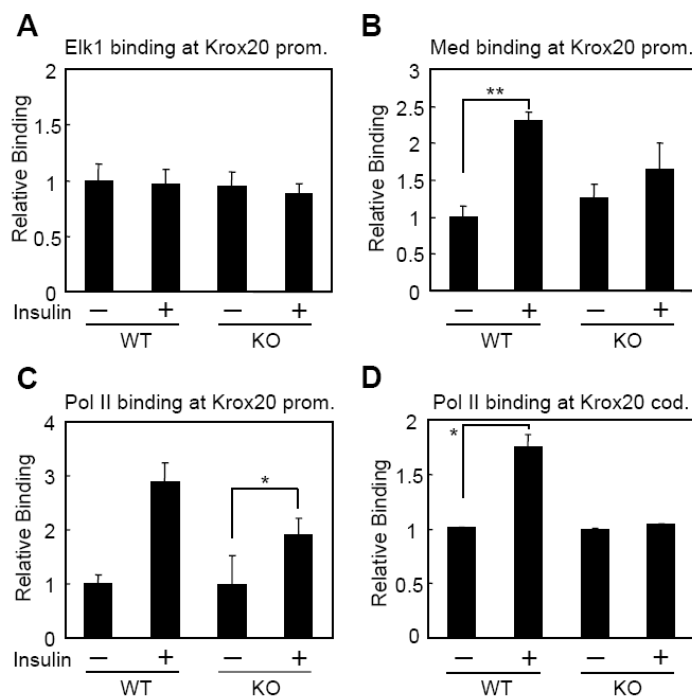 A
Elk1 binding at Krox20 prom.
Relative Binding
2
1.5
1
0.5
0
Insulin − + − +
WT KO
B
Med binding at Krox20 prom.
Relative Binding
3
2.5
2
1.5
1
0.5
0
**
− + − +
WT KO
C
Pol II binding at Krox20 prom.
Relative Binding
4
3
2
1
0
*
Insulin − + − +
WT KO
D
Pol II binding at Krox20 cod.
Relative Binding
2
1.5
1
0.5
0
*
− + − +
WT KO